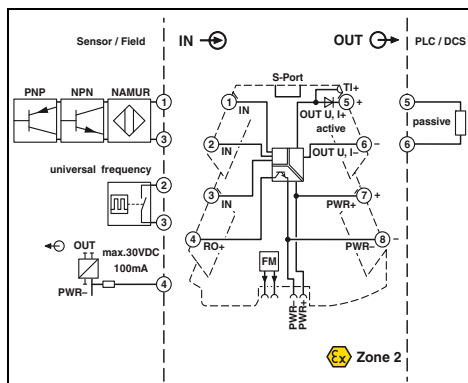 Sensor / Field
IN
OUT
PLC / DCS
PNP
NPN
NAMUR
1
3
universal frequency
2
3
OUT
max.30VDC
100mA
PWR–
4
S-Port
1
IN
2
IN
3
IN
4
RO+
TI+
5
+
OUT U, I+
active
6
–
OUT U, I–
7
+
PWR+
8
–
PWR–
FM
PWR–
PWR+
5
6
passive
Ex
Zone 2